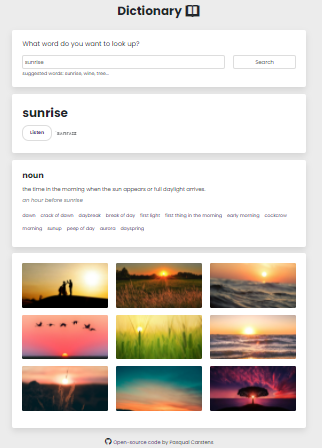 Dictionary
What word do you want to look up?
sunrise
Search
suggested words: sunrise, wine, tree...
sunrise
Listen
noun
the time in the morning when the sun appears or full daylight arrives.
an hour before sunrise
dawn crack of dawn daybreak break of day first light first thing in the morning early morning cockcrow
morning sunup peep of day aurora dayspring
Open-source code by Pasqual Carstens